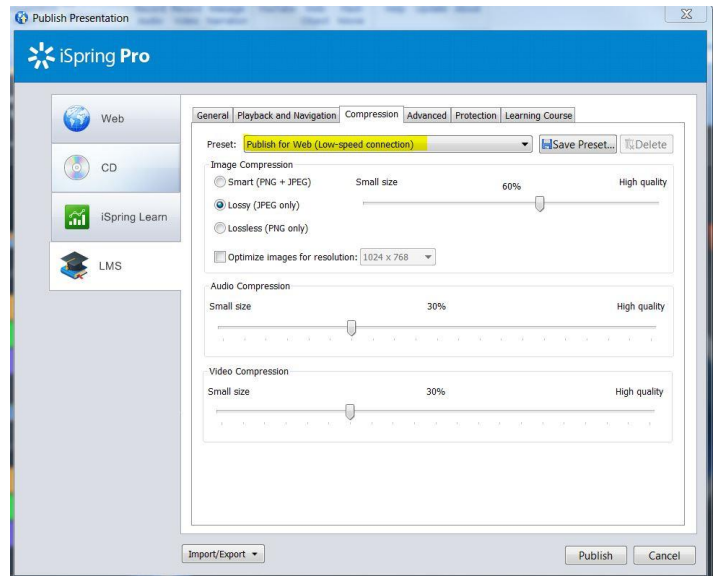 Publish Presentation
iSpring Pro
Web
CD
iSpring Learn
LMS
General Playback and Navigation Compression Advanced Protection Learning Course
Preset: Publish for Web (Low-speed connection) Save Preset... Delete
Image Compression
Smart (PNG + JPEG) Small size 60% High quality
Lossy (JPEG only)
Lossless (PNG only)
Optimize images for resolution: 1024 x 768
Audio Compression
Small size 30% High quality
Video Compression
Small size 30% High quality
Import/Export Publish Cancel